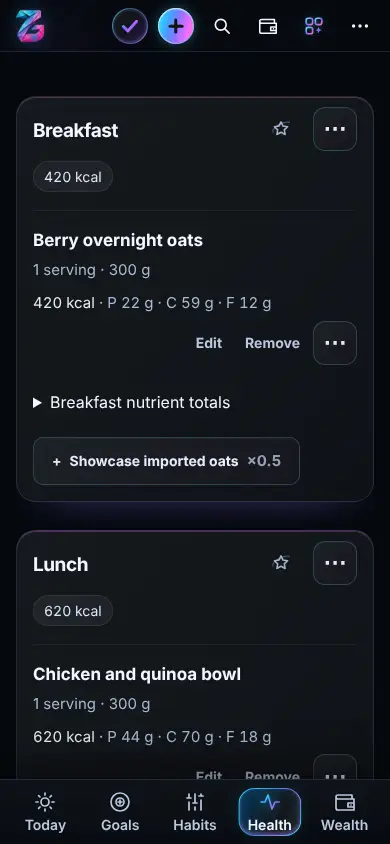 Breakfast
420 kcal
Berry overnight oats
1 serving · 300 g
420 kcal · P 22 g · C 59 g · F 12 g
Edit Remove
Breakfast nutrient totals
+ Showcase imported oats ×0.5
Lunch
620 kcal
Chicken and quinoa bowl
1 serving · 300 g
620 kcal · P 44 g · C 70 g · F 18 g
Edit Remove
Today Goals Habits Health Wealth